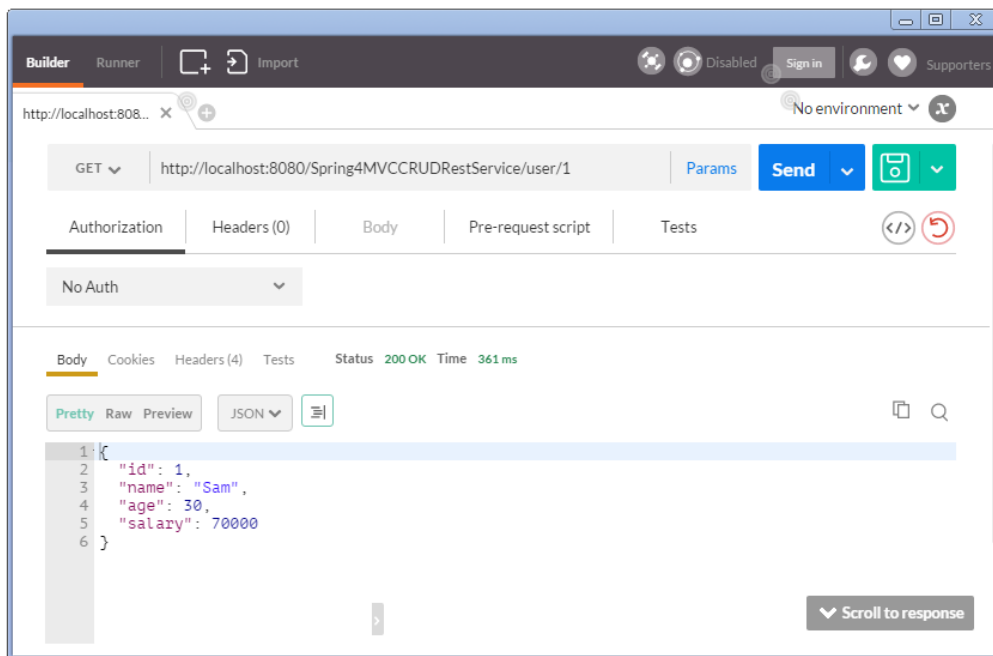 Builder Runner Import Disabled Sign in Supporters
http://localhost:808... No environment
GET http://localhost:8080/Spring4MVCCRUDRestService/user/1 Params Send
Authorization Headers (0) Body Pre-request script Tests
No Auth
Body Cookies Headers (4) Tests Status 200 OK Time 361 ms
Pretty Raw Preview JSON
1 {
2 "id": 1,
3 "name": "Sam",
4 "age": 30,
5 "salary": 70000
6 }
Scroll to response